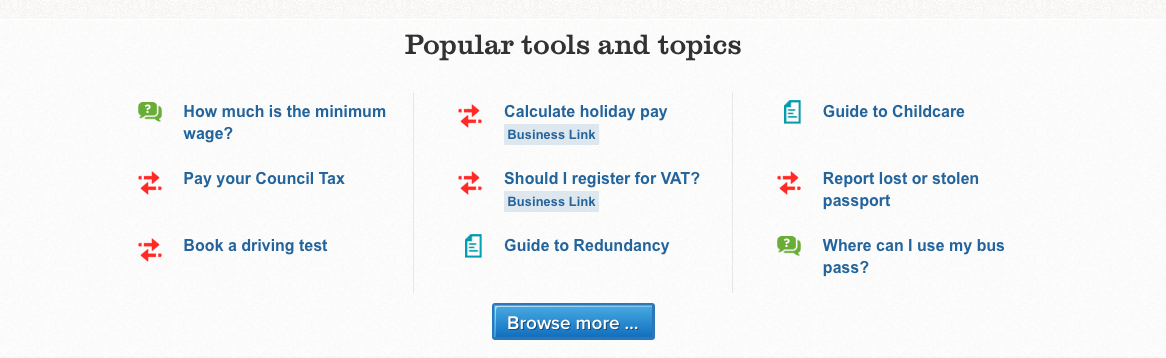 Popular tools and topics
How much is the minimum
wage?
Pay your Council Tax
Book a driving test
Calculate holiday pay
Business Link
Should I register for VAT?
Business Link
Guide to Redundancy
Guide to Childcare
Report lost or stolen
passport
Where can I use my bus
pass?
Browse more ...